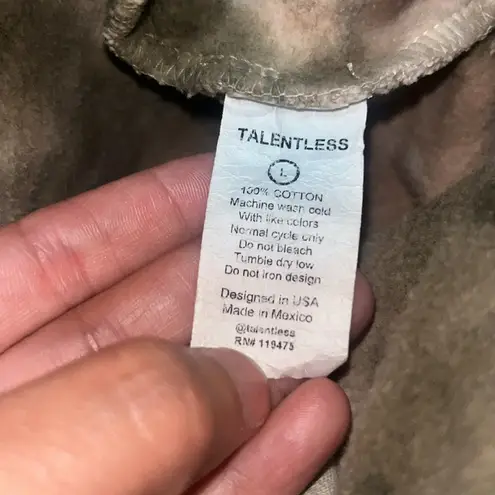 TALENTLESS
L
100% COTTON
Machine wash cold
With like colors
Normal cycle only
Do not bleach
Tumble dry low
Do not iron design
Designed in USA
Made in Mexico
@talentless
RN# 119475